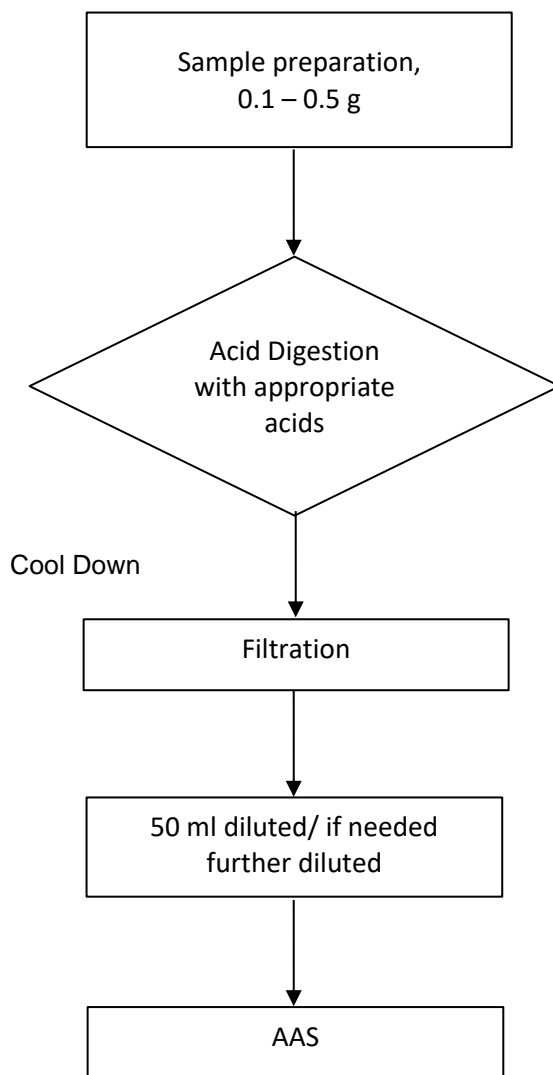 Sample preparation,
0.1 – 0.5 g
Acid Digestion
with appropriate
acids
Cool Down
Filtration
50 ml diluted/ if needed
further diluted
AAS